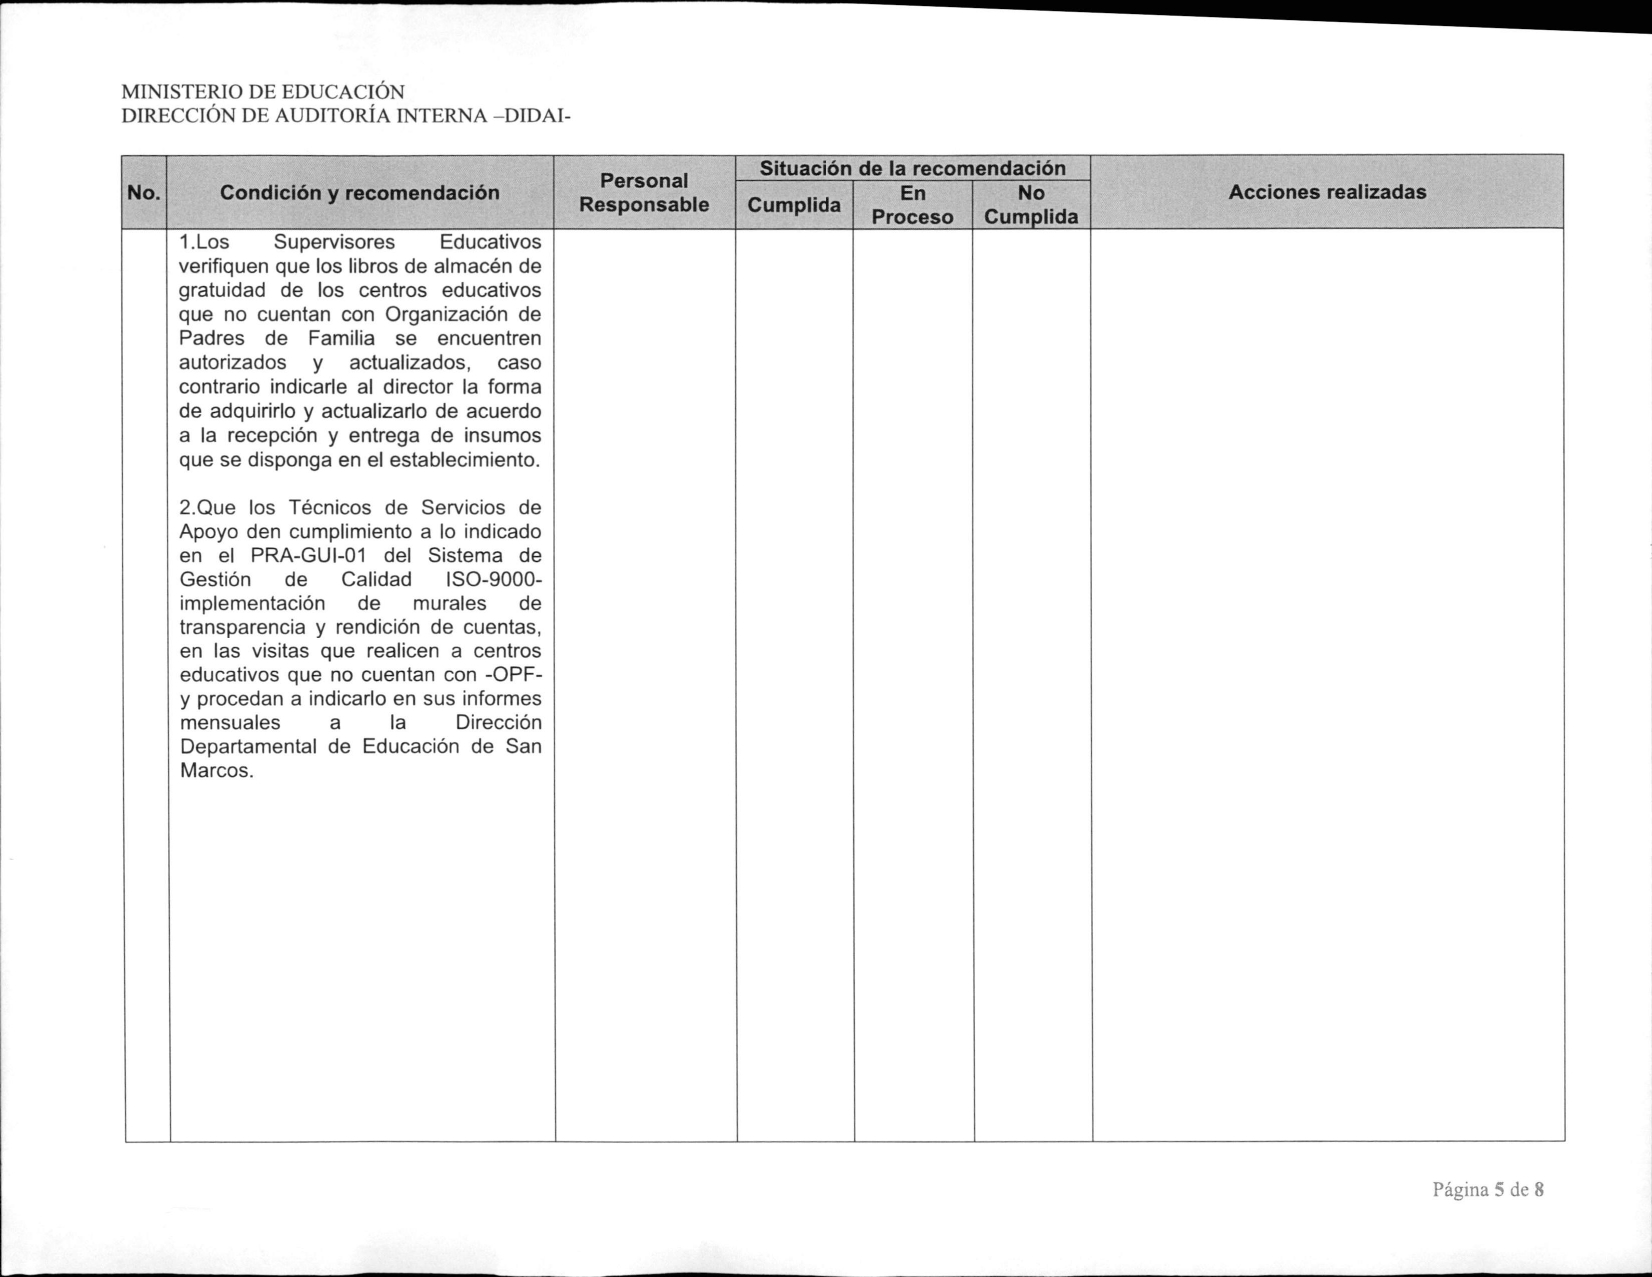 MINISTERIO DE EDUCACIÓN
DIRECCIÓN DE AUDITORÍA INTERNA –DIDAI-
No.
Condición y recomendación
Personal
Responsable
Situación de la recomendación
Cumplida
En
Proceso
No
Cumplida
Acciones realizadas
1.Los Supervisores Educativos
verifiquen que los libros de almacén de
gratuidad de los centros educativos
que no cuentan con Organización de
Padres de Familia se encuentren
autorizados y actualizados, caso
contrario indicarle al director la forma
de adquirirlo y actualizarlo de acuerdo
a la recepción y entrega de insumos
que se disponga en el establecimiento.
2.Que los Técnicos de Servicios de
Apoyo den cumplimiento a lo indicado
en el PRA-GUI-01 del Sistema de
Gestión de Calidad ISO-9000-
implementación de murales de
transparencia y rendición de cuentas,
en las visitas que realicen a centros
educativos que no cuentan con -OPF-
y procedan a indicarlo en sus informes
mensuales a la Dirección
Departamental de Educación de San
Marcos.
Página 5 de 8